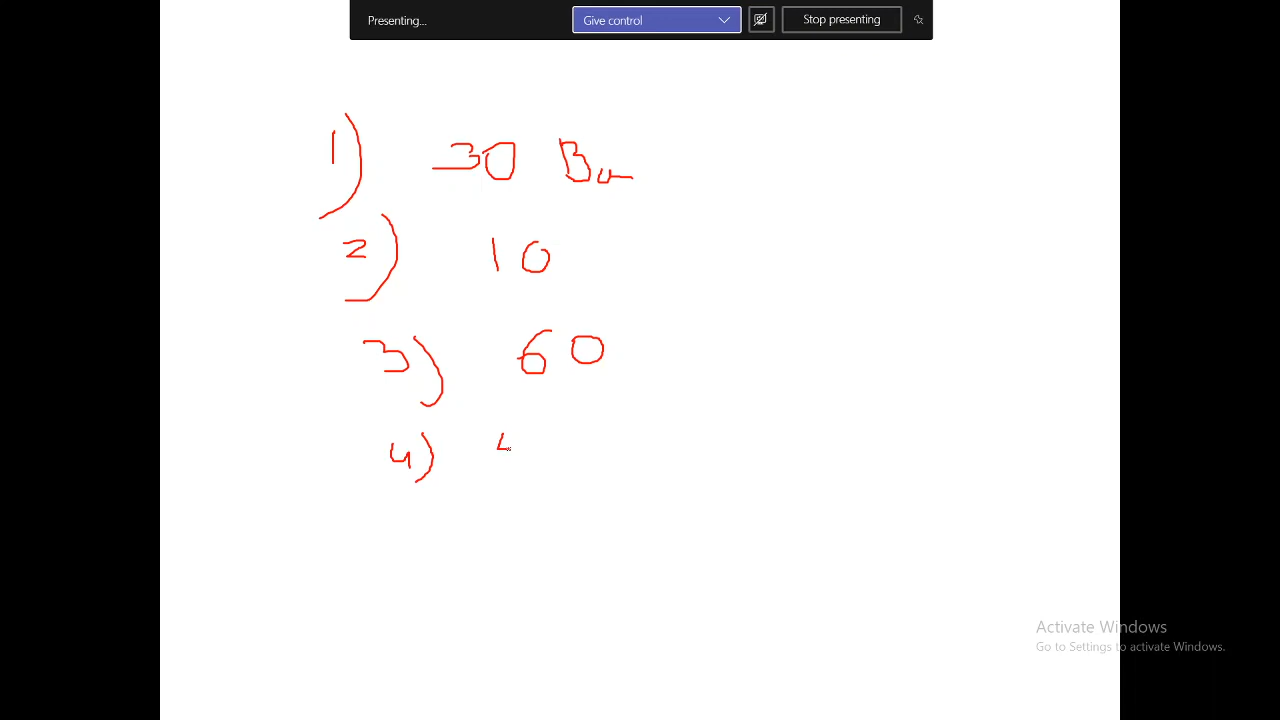 Presenting...
Give control
Stop presenting
1) 30
2) 10
3) 60
4)
Activate Windows
Go to Settings to activate Windows.